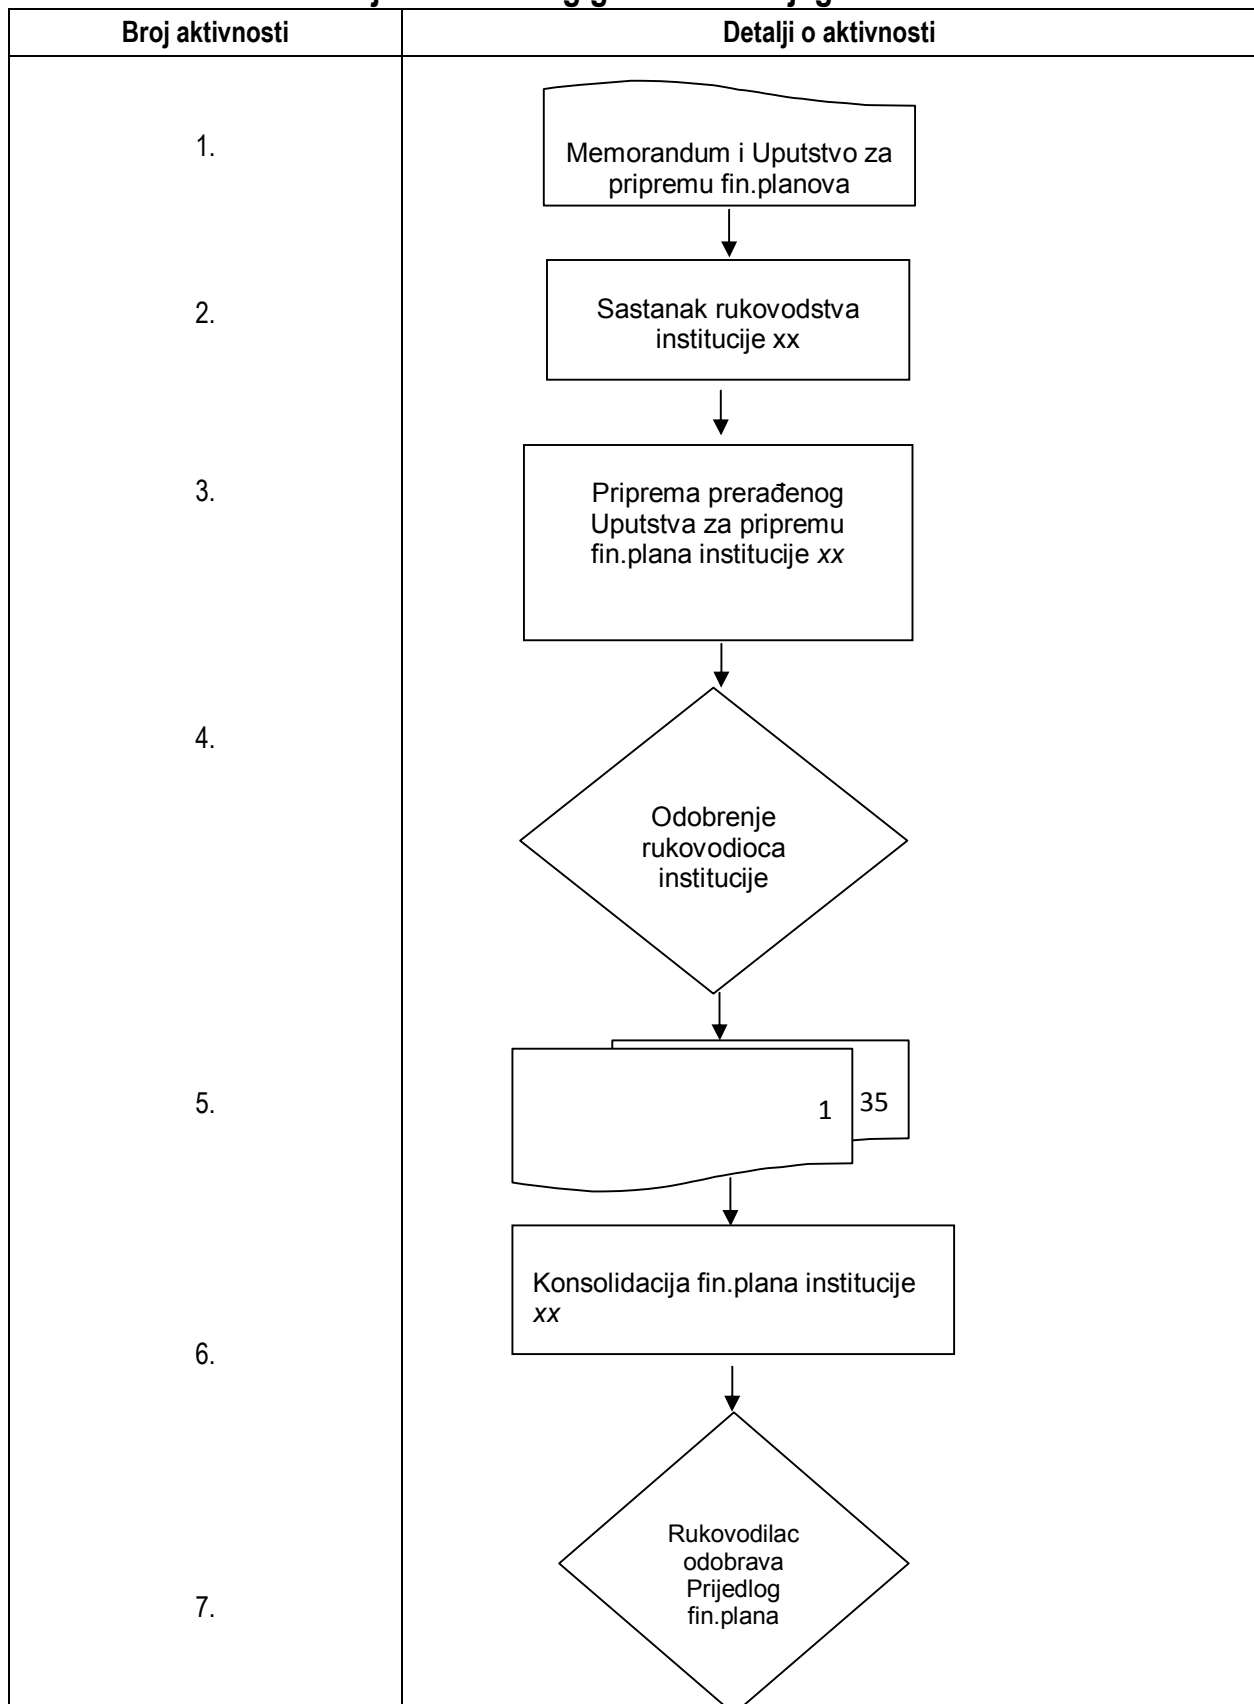 Broj aktivnosti
Detalji o aktivnosti
1.
Memorandum i Uputstvo za
pripremu fin.planova
2.
Sastanak rukovodstva
institucije xx
3.
Priprema prerađenog
Uputstva za pripremu
fin.plana institucije xx
4.
Odobrenje
rukovodioca
institucije
5.
1
35
Konsolidacija fin.plana institucije
xx
6.
Rukovodilac
odobrava
Prijedlog
fin.plana
7.